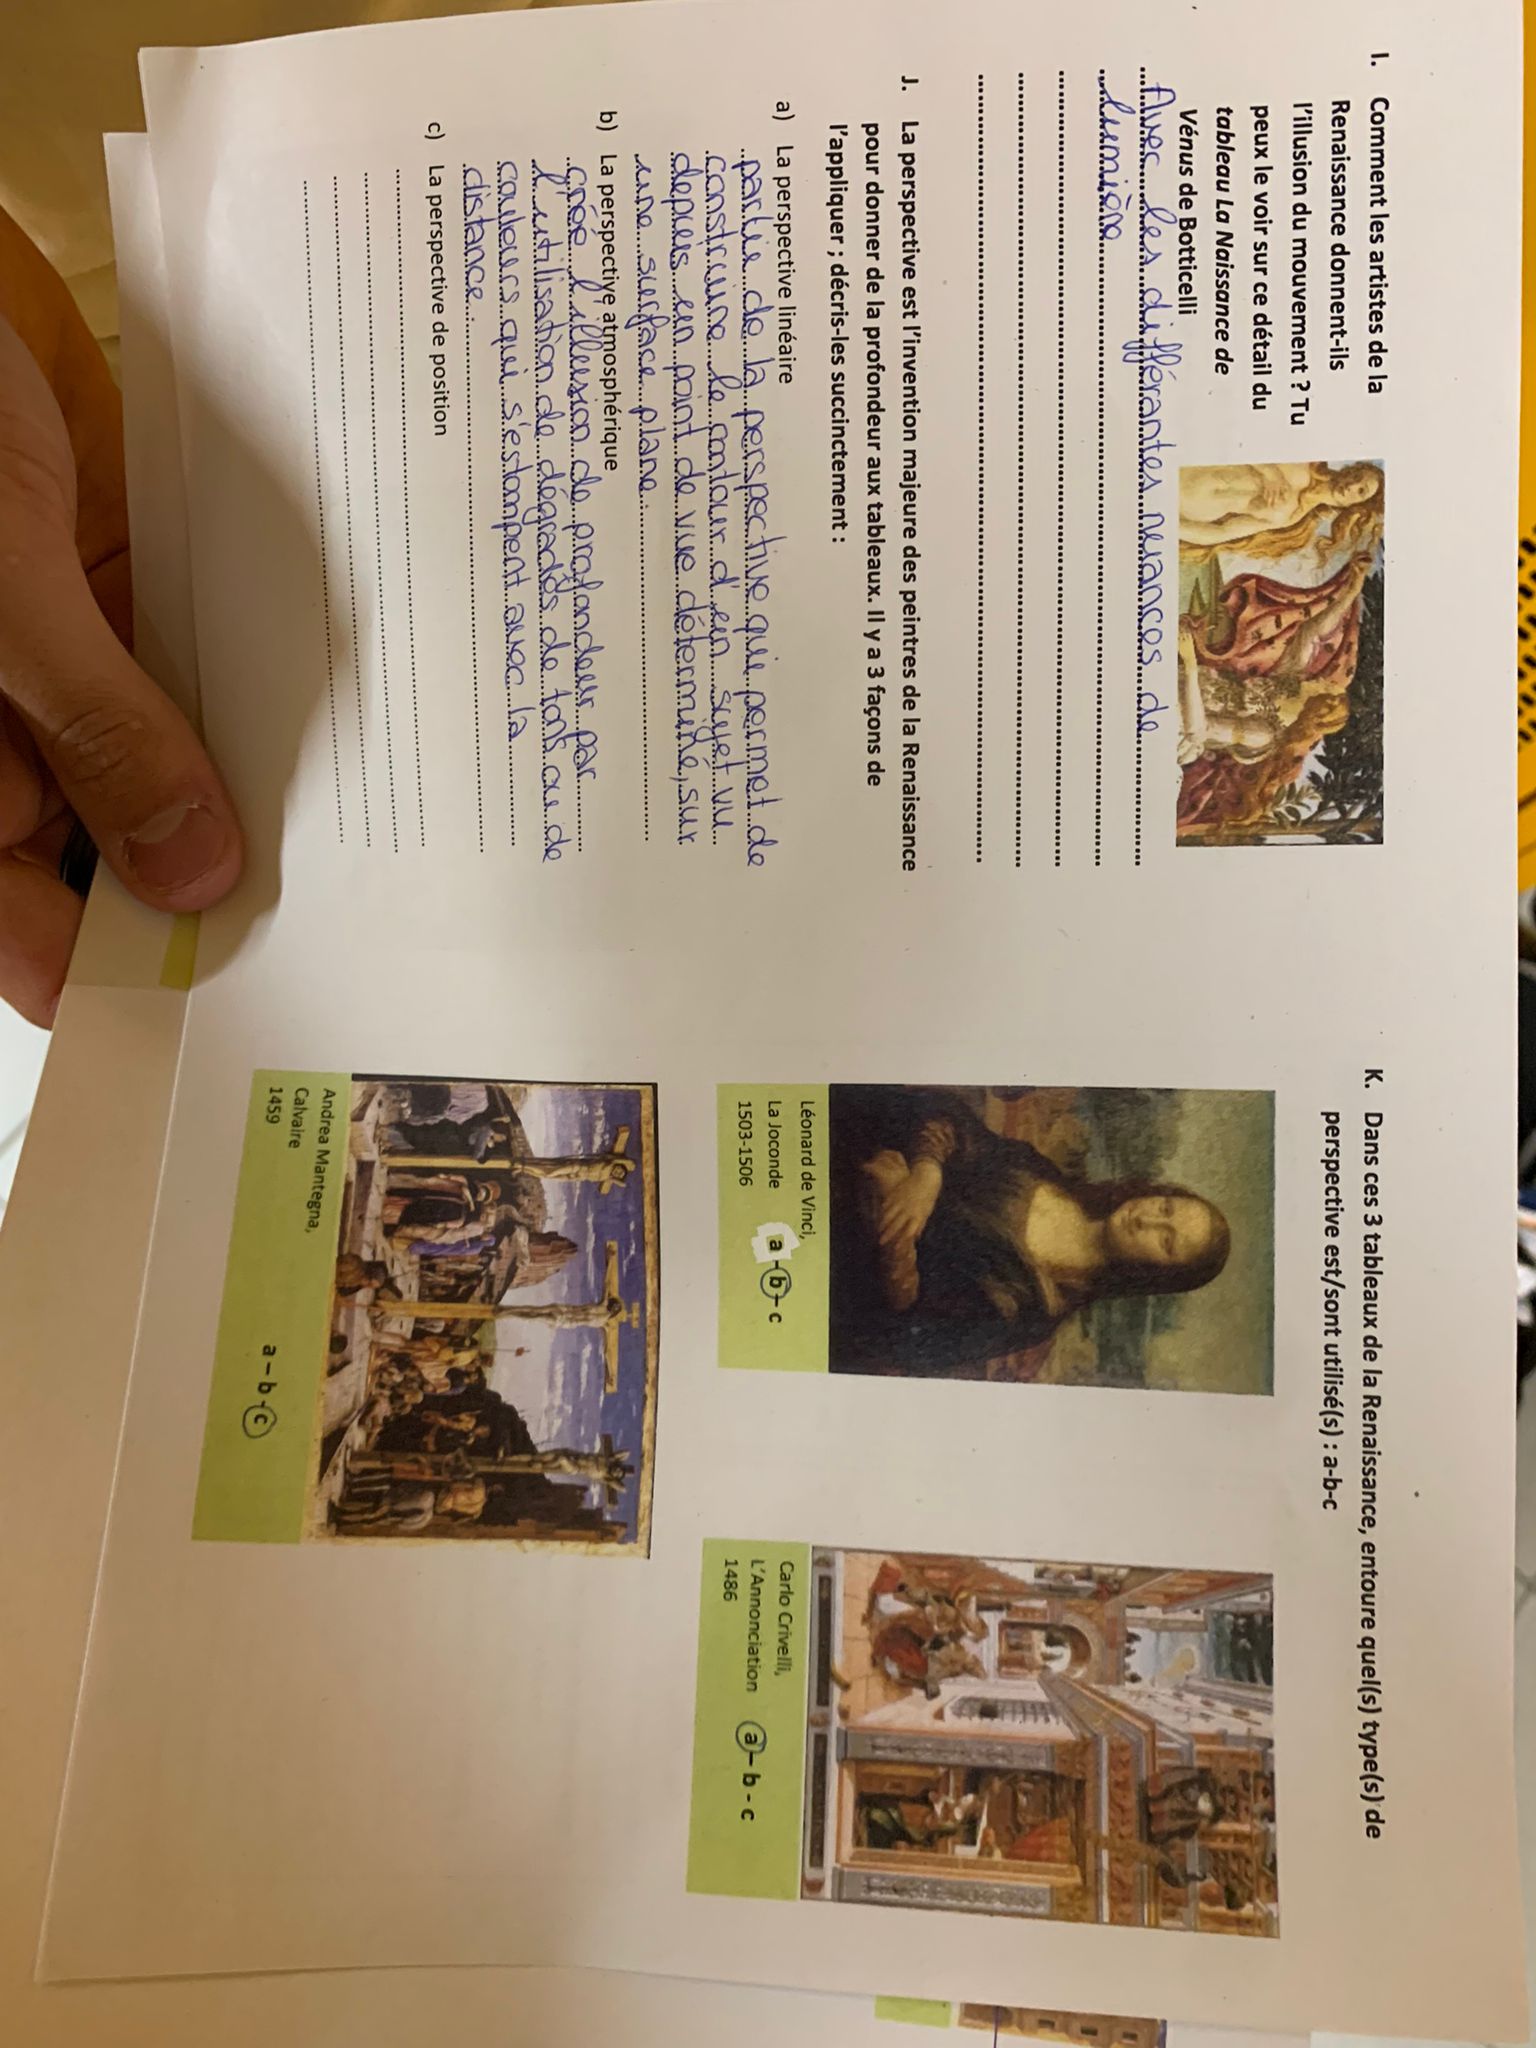 I. Comment les artistes de la
Renaissance donnent-ils
l'illusion du mouvement ? Tu
peux le voir sur ce détail du
tableau La Naissance de
Vénus de Botticelli
Avec les différantes nuances de
lumière
J. La perspective est l'invention majeure des peintres de la Renaissance
pour donner de la profondeur aux tableaux. Il y a 3 façons de
l'appliquer ; décris-les succinctement :
a) La perspective linéaire
partie de la perspective qui permet de
construire le contour d'un sujet vu
depuis un point de vue déterminé, sur
une surface plane.
b) La perspective atmosphérique
créé l'illusion de profondeur par
l'utilisation de dégradés de tons ou de
couleurs qui s'estompent avec la
distance.
c) La perspective de position
K. Dans ces 3 tableaux de la Renaissance, entoure quel(s) type(s) de
perspective est/sont utilisé(s) : a-b-c
Léonard de Vinci,
La Joconde
1503-1506
a - b - c
Carlo Crivelli,
L'Annonciation
1486
a – b - c
Andrea Mantegna,
Calvaire
1459
a – b - c